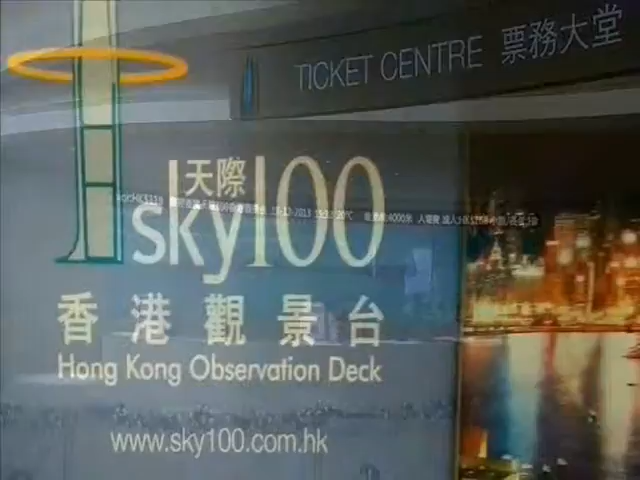 TICKET CENTRE 票務大堂
天際
sky100
香港觀景台
Hong Kong Observation Deck
www.sky100.com.hk